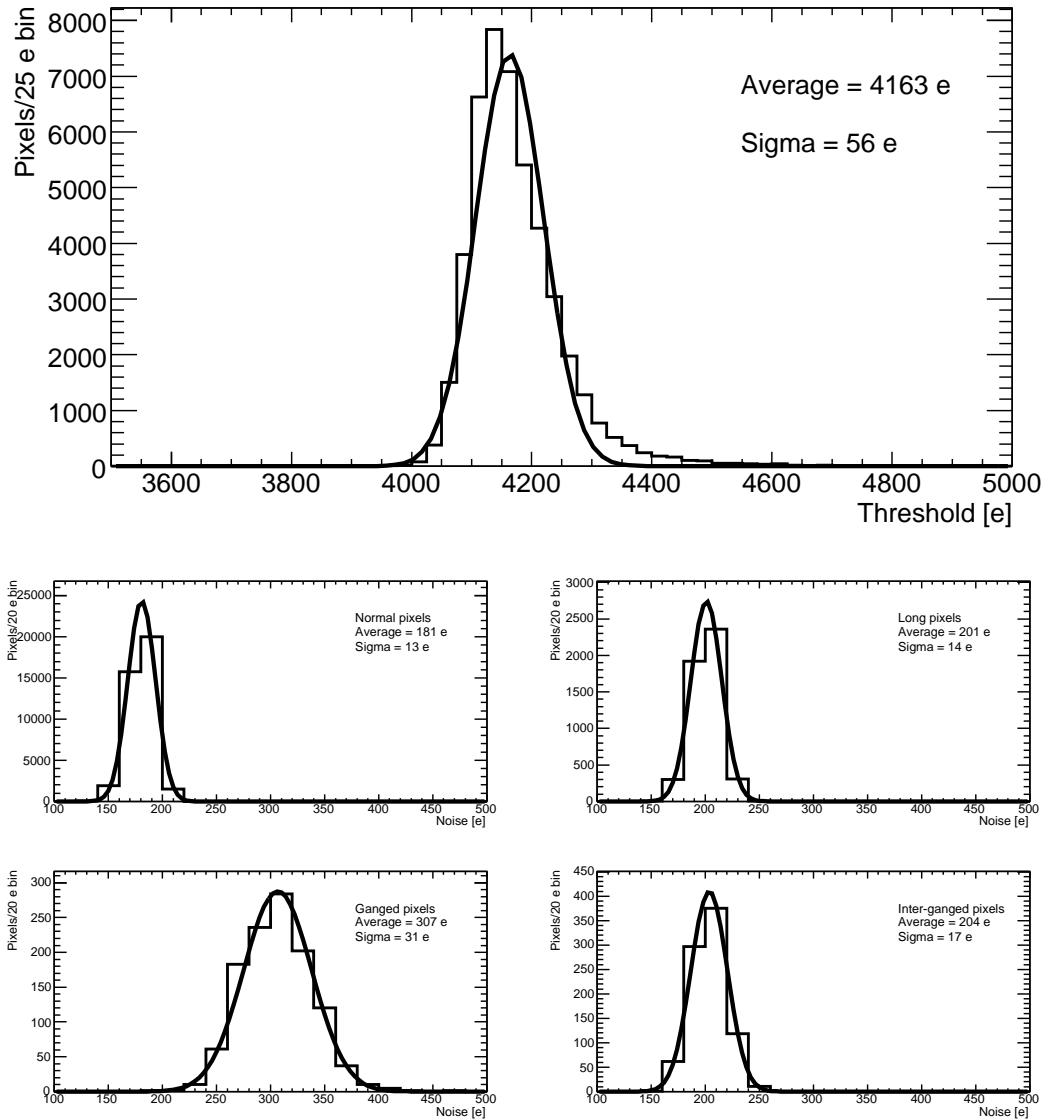 Pixels/25 e bin
8000
7000
6000
5000
4000
3000
2000
1000
0
Average = 4163 e
Sigma = 56 e
3600 3800 4000 4200 4400 4600 4800 5000
Threshold [e]
Pixels/20 e bin
25000
20000
15000
10000
5000
0
Normal pixels
Average = 181 e
Sigma = 13 e
100 150 200 250 300 350 400 450 500
Noise [e]
Pixels/20 e bin
3000
2500
2000
1500
1000
500
0
Long pixels
Average = 201 e
Sigma = 14 e
100 150 200 250 300 350 400 450 500
Noise [e]
Pixels/20 e bin
300
250
200
150
100
50
0
Ganged pixels
Average = 307 e
Sigma = 31 e
100 150 200 250 300 350 400 450 500
Noise [e]
Pixels/20 e bin
450
400
350
300
250
200
150
100
50
0
Inter-ganged pixels
Average = 204 e
Sigma = 17 e
100 150 200 250 300 350 400 450 500
Noise [e]